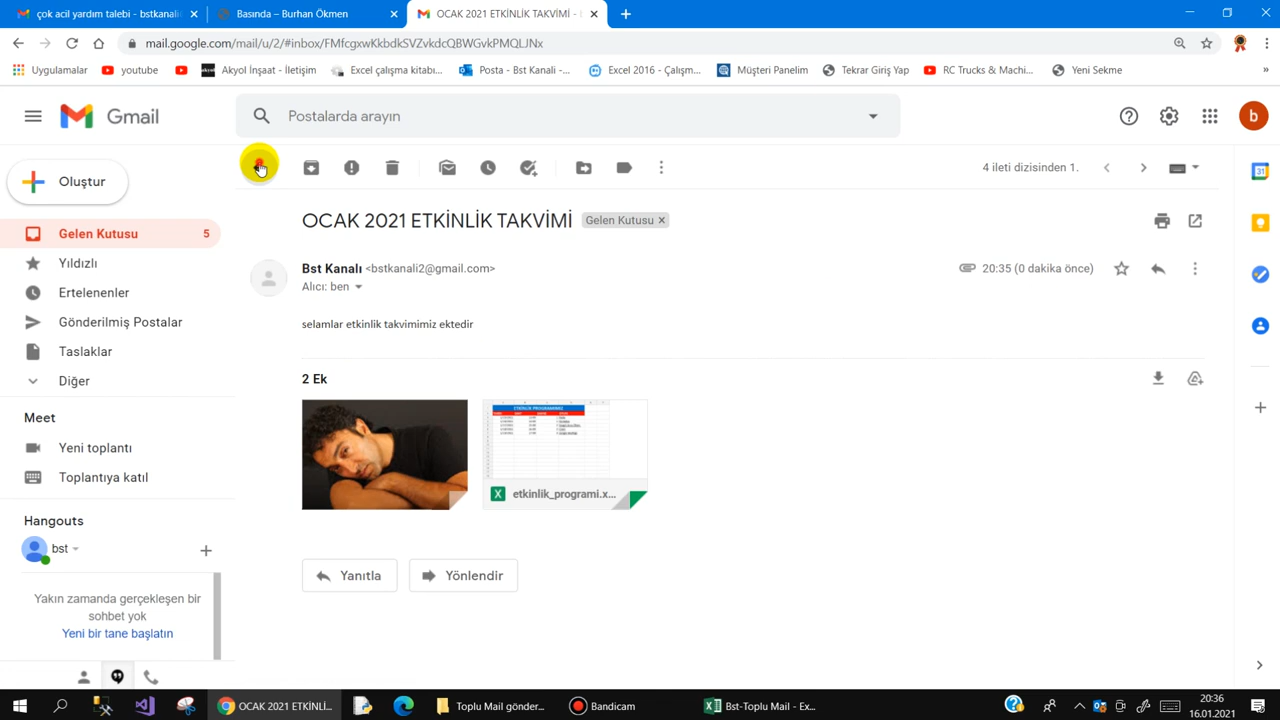 çok acil yardım talebi - bstkanali
Basında – Burhan Ökmen
OCAK 2021 ETKİNLİK TAKVİMİ -
mail.google.com/mail/u/2/#inbox/FMfcgxwKkbdkSVZvkdcQBWGvkPMQLJNx
Uygulamalar
youtube
Akyol İnşaat – İletişim
Excel çalışma kitabı...
Posta - Bst Kanali -...
Excel 2016 - Çalışm...
Müşteri Panelim
Tekrar Giriş Yap
RC Trucks & Machi...
Yeni Sekme
»
Gmail
Postalarda arayın
Oluştur
4 ileti dizisinden 1.
Gelen Kutusu 5
Yıldızlı
Ertelenenler
Gönderilmiş Postalar
Taslaklar
Diğer
Meet
Yeni toplantı
Toplantıya katıl
Hangouts
bst
Yakın zamanda gerçekleşen bir
sohbet yok
Yeni bir tane başlatın
OCAK 2021 ETKİNLİK TAKVİMİ Gelen Kutusu x
Bst Kanalı <bstkanali2@gmail.com>
20:35 (0 dakika önce)
Alıcı: ben
selamlar etkinlik takvimimiz ektedir
2 Ek
ETKİNLİK PROGRAMIMIZ
X etkinlik_programi.x...
Yanıtla
Yönlendir
b
31
OCAK 2021 ETKİNLİ...
Toplu Mail gönder...
Bandicam
Bst-Toplu Mail - Ex...
20:36
16.01.2021